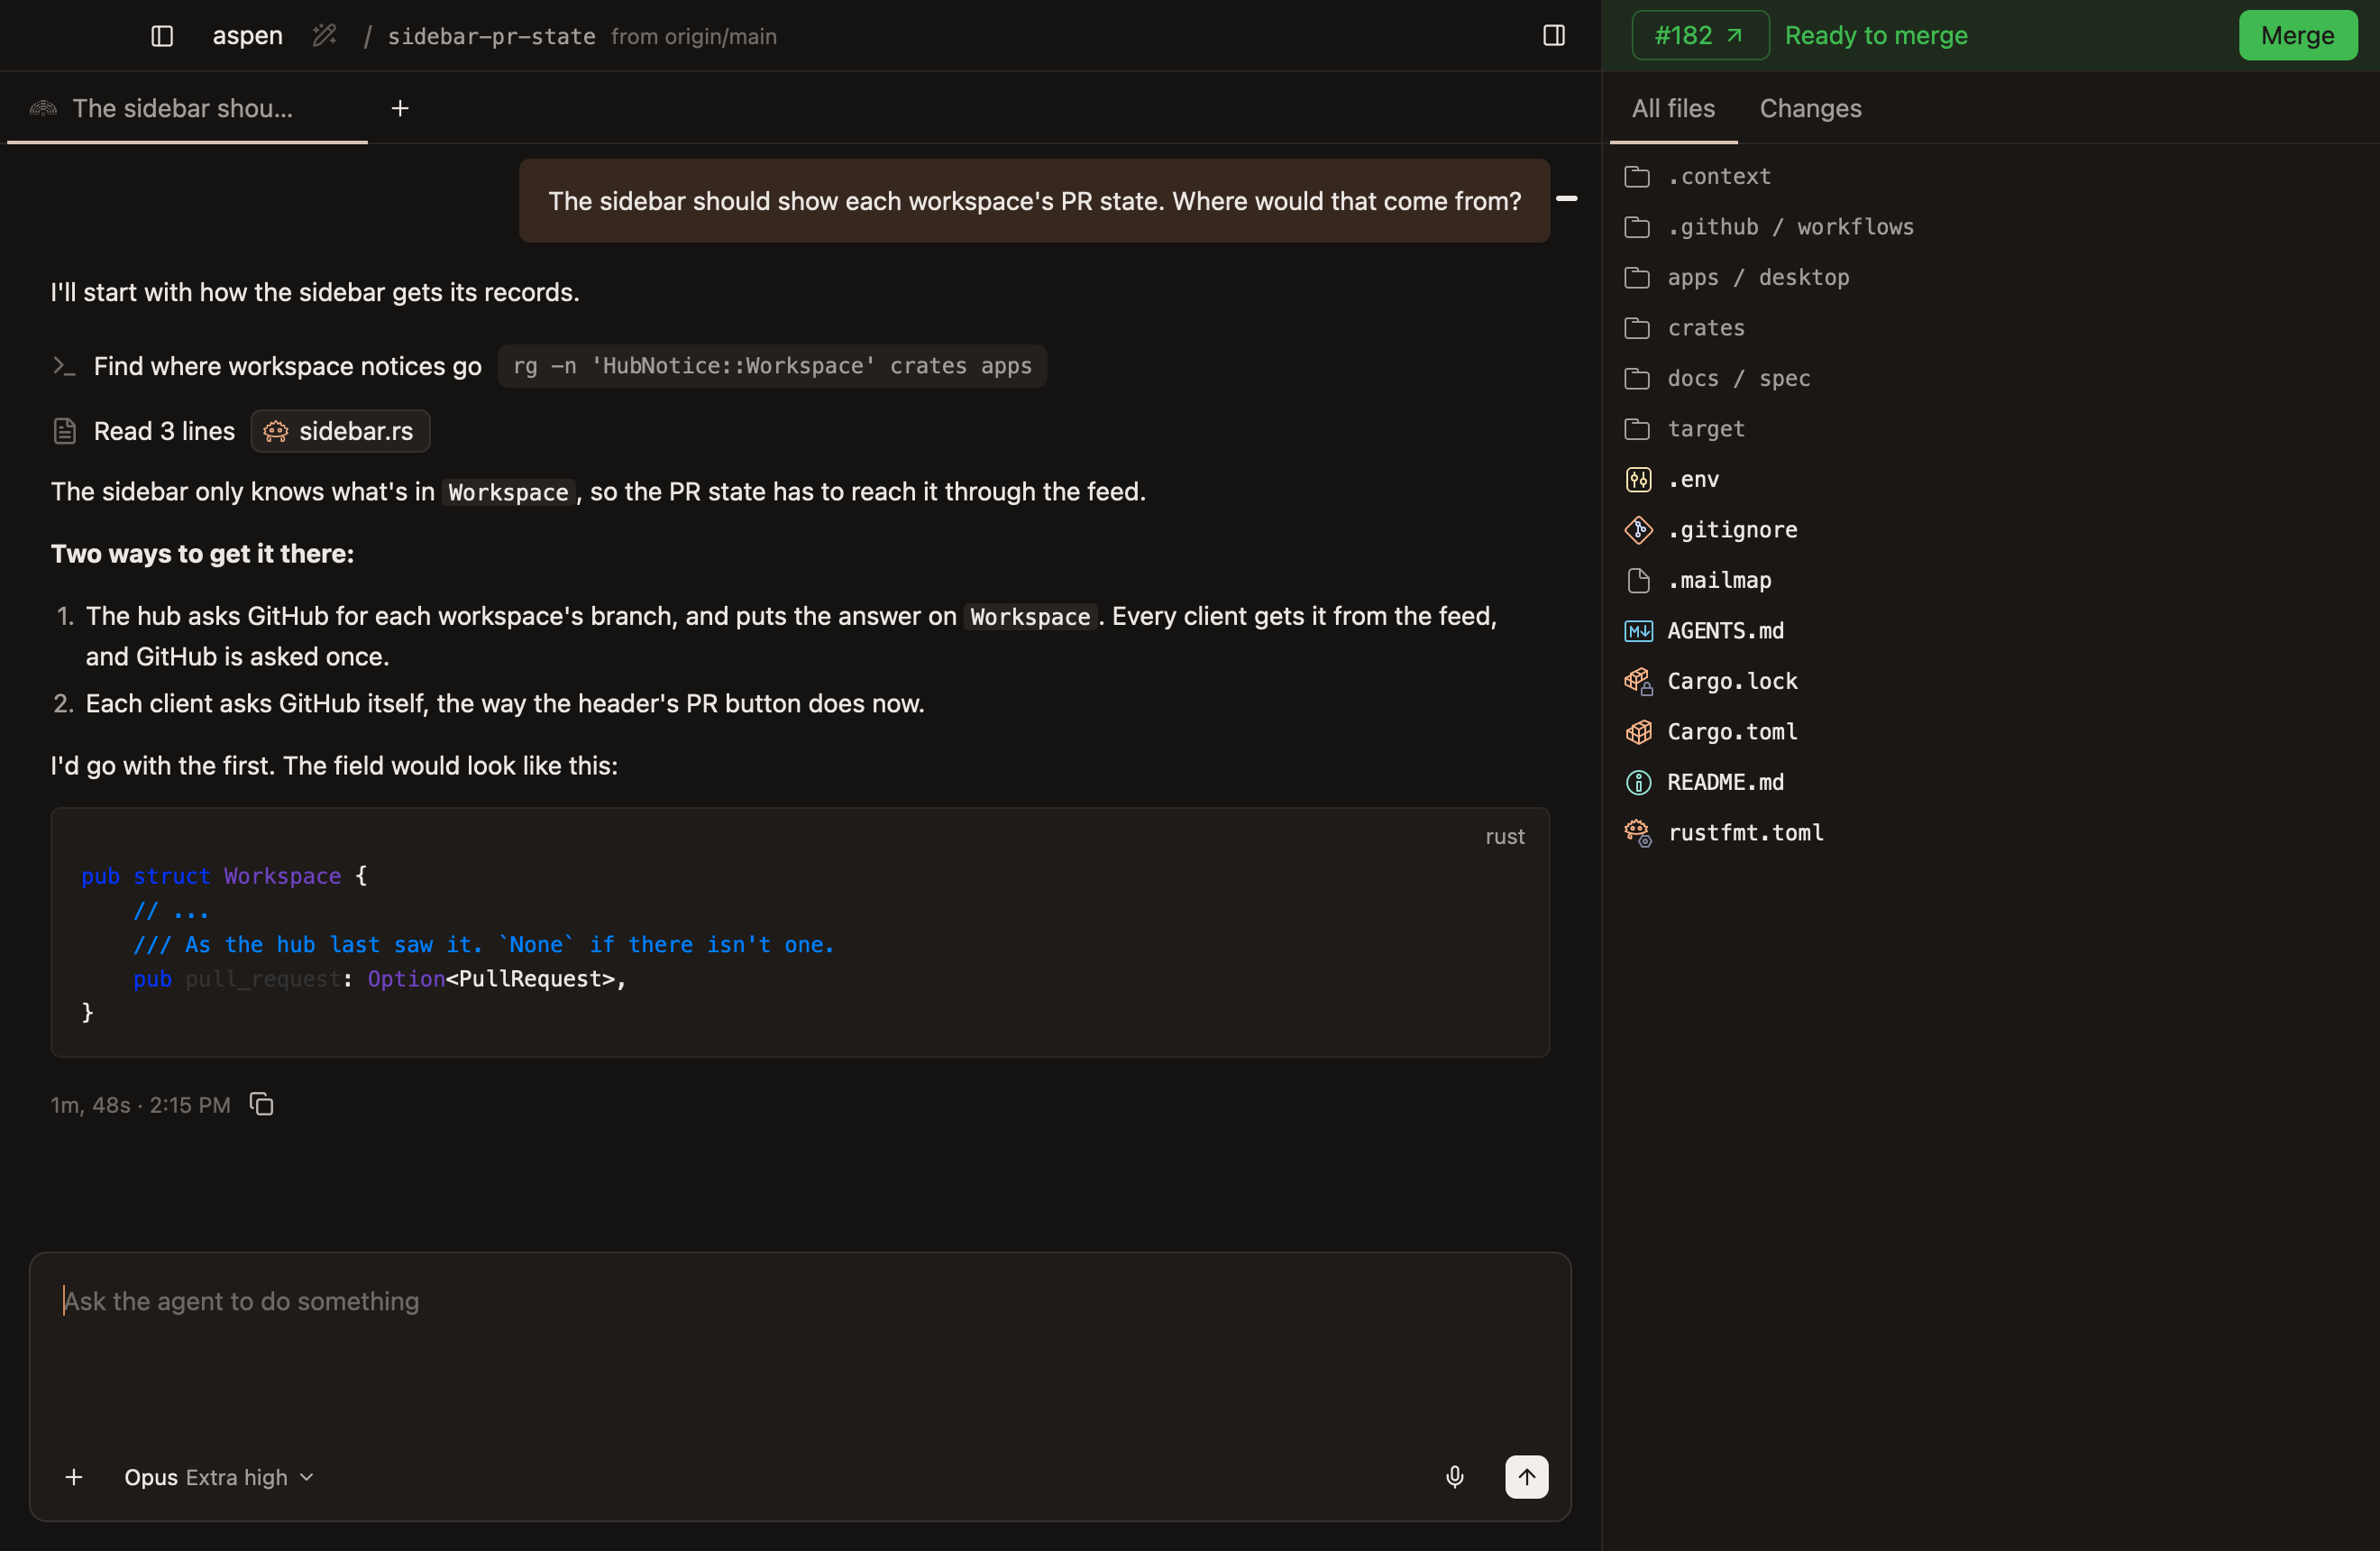 aspen / sidebar-pr-state from origin/main
#182 Ready to merge Merge
The sidebar shou... +
All files Changes
The sidebar should show each workspace's PR state. Where would that come from?
I'll start with how the sidebar gets its records.
>_ Find where workspace notices go rg -n 'HubNotice::Workspace' crates apps
Read 3 lines sidebar.rs
The sidebar only knows what's in Workspace, so the PR state has to reach it through the feed.
Two ways to get it there:
1. The hub asks GitHub for each workspace's branch, and puts the answer on Workspace. Every client gets it from the feed,
and GitHub is asked once.
2. Each client asks GitHub itself, the way the header's PR button does now.
I'd go with the first. The field would look like this:
rust
pub struct Workspace {
    // ...
    /// As the hub last saw it. `None` if there isn't one.
    pub pull_request: Option<PullRequest>,
}
1m, 48s · 2:15 PM
Ask the agent to do something
+ Opus Extra high
.context
.github / workflows
apps / desktop
crates
docs / spec
target
.env
.gitignore
.mailmap
AGENTS.md
Cargo.lock
Cargo.toml
README.md
rustfmt.toml